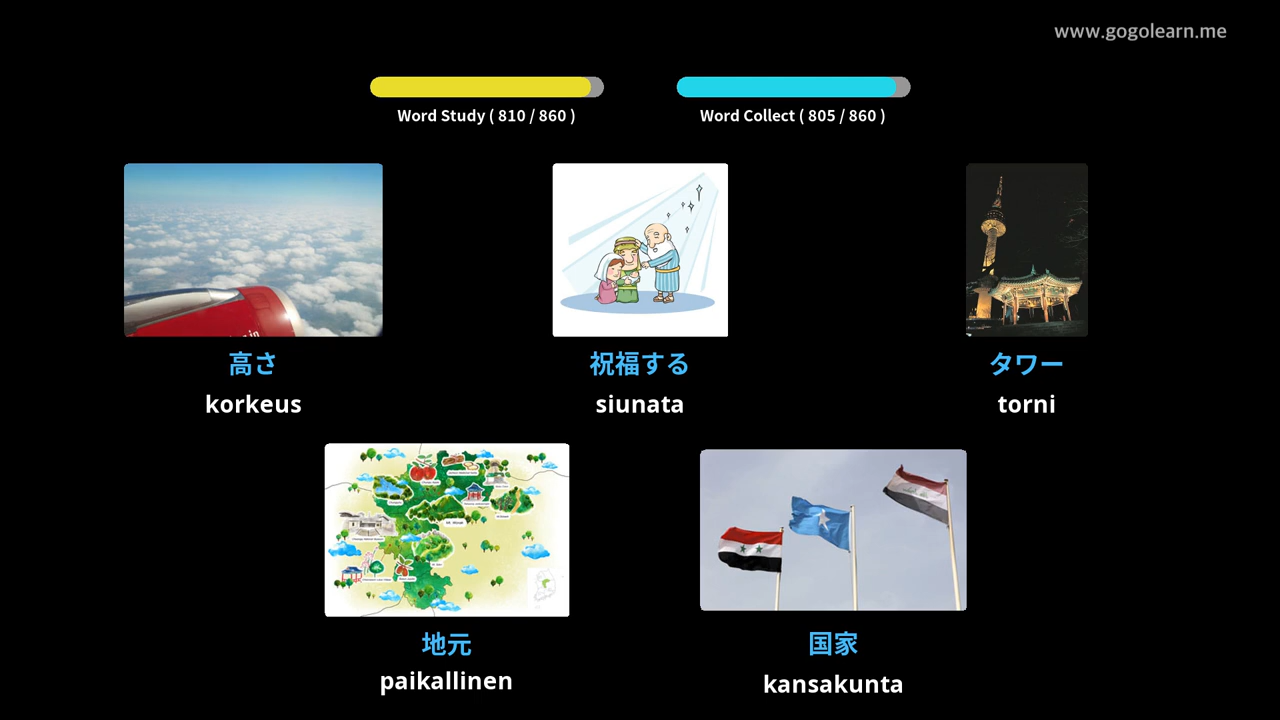 www.gogolearn.me
Word Study ( 810 / 860 )
Word Collect ( 805 / 860 )
高さ
korkeus
祝福する
siunata
タワー
torni
地元
paikallinen
国家
kansakunta